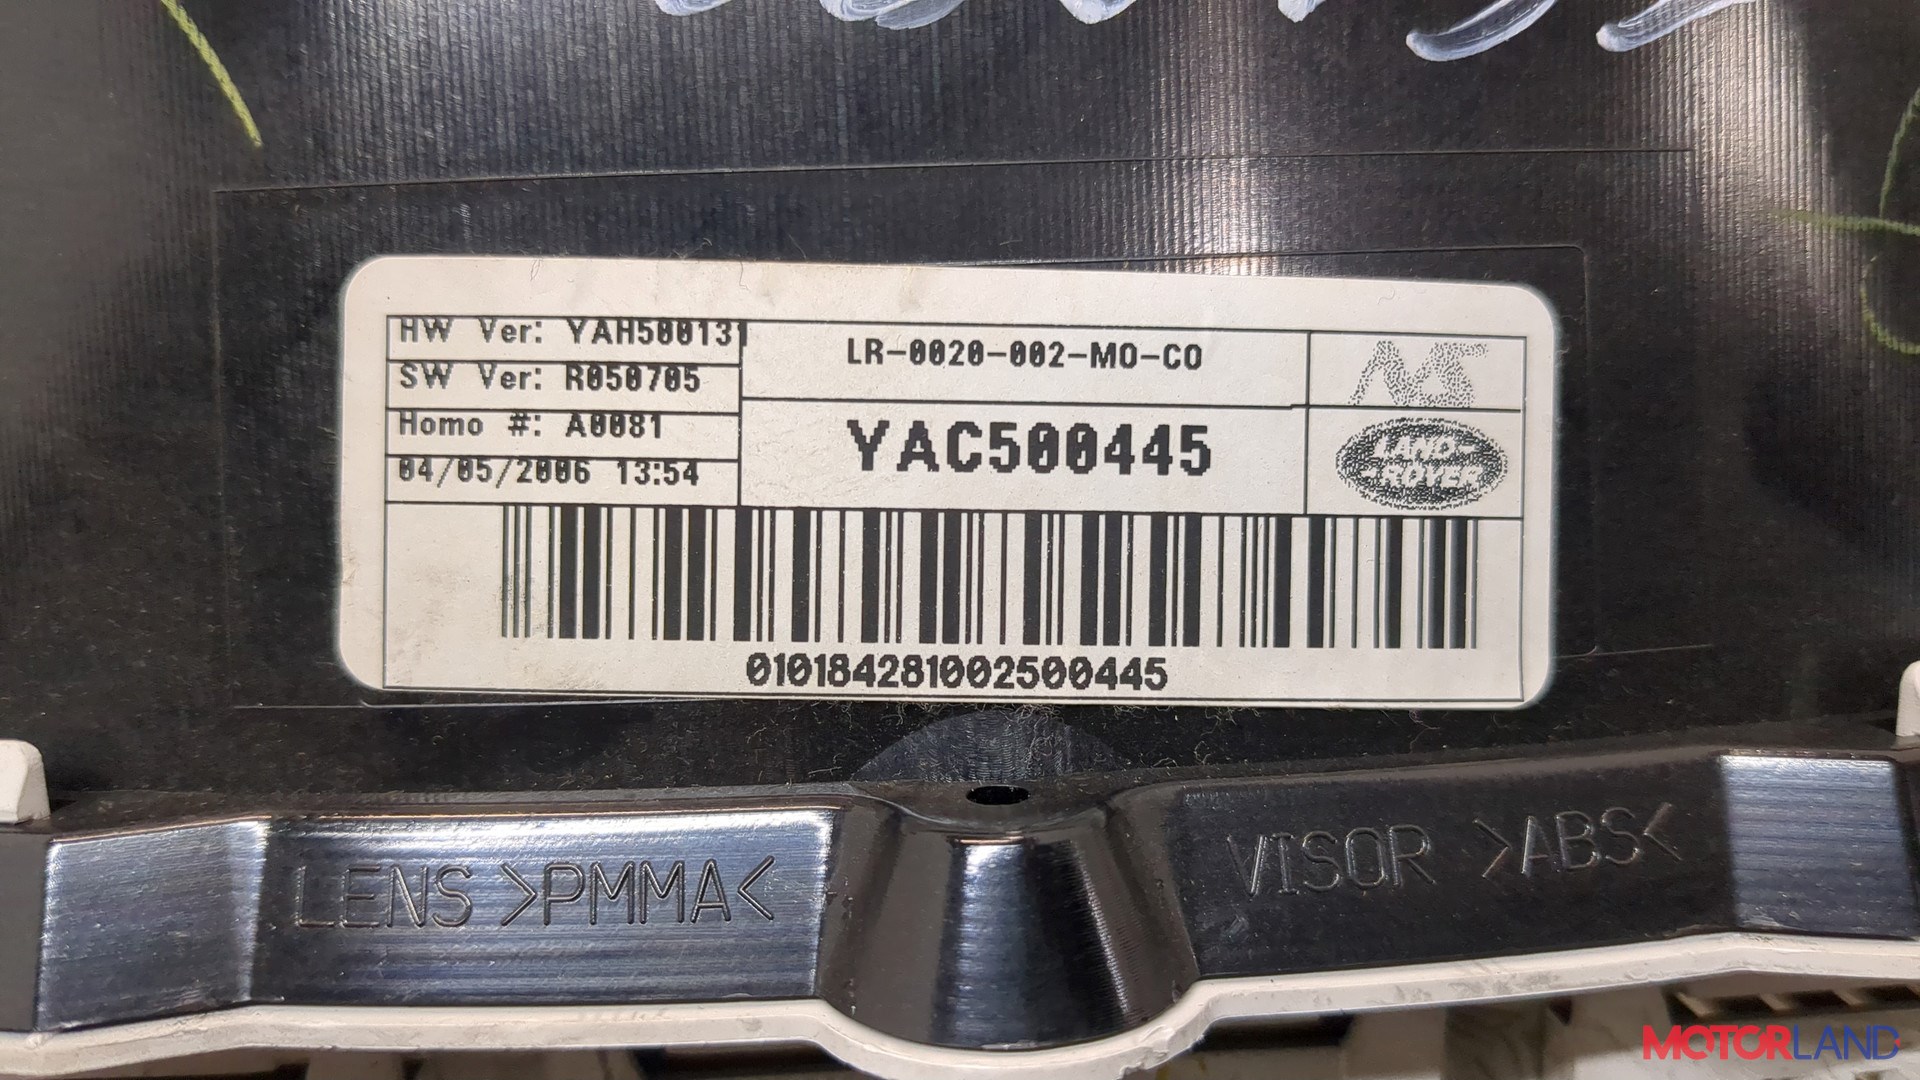 HW Ver: YAH500131
SW Ver: R050705
Homo #: A0081
04/05/2006 13:54
LR-0020-002-MO-CO
YAC500445
LAND-
ROVER
010184281002500445
LENS >PMMA<
VISOR >ABS<
MOTORLAND